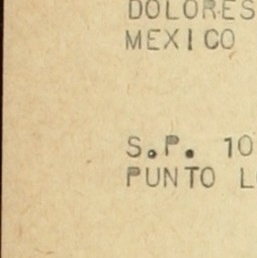 DOLORES
MEXICO
S.P. 10
PUNTO L